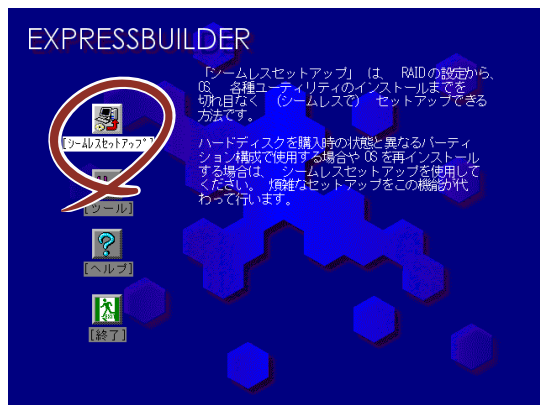 EXPRESSBUILDER
「シームレスセットアップ」 は、 RAIDの設定から、
OS、 各種ユーティリティのインストールまでを
切れ目なく （シームレスで） セットアップできる
方法です。
ハードディスクを購入時の状態と異なるパーティ
ション構成で使用する場合や OS を再インストール
する場合は、 シームレスセットアップを使用して
ください。 煩雑なセットアップをこの機能が代
わって行います。
[シームレスセットアップ]
[ツール]
[ヘルプ]
[終了]